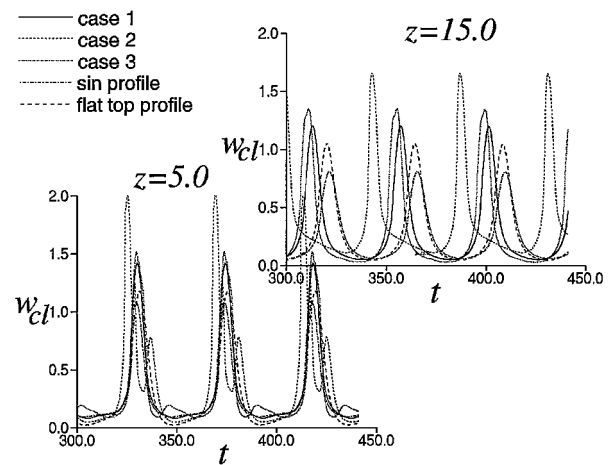 case 1
case 2
case 3
sin profile
flat top profile
z=15.0
2.0
1.5
1.0
0.5
0.0
w_cl
300.0 350.0 400.0 450.0
t
z=5.0
2.0
1.5
1.0
0.5
0.0
w_cl
300.0 350.0 400.0 450.0
t